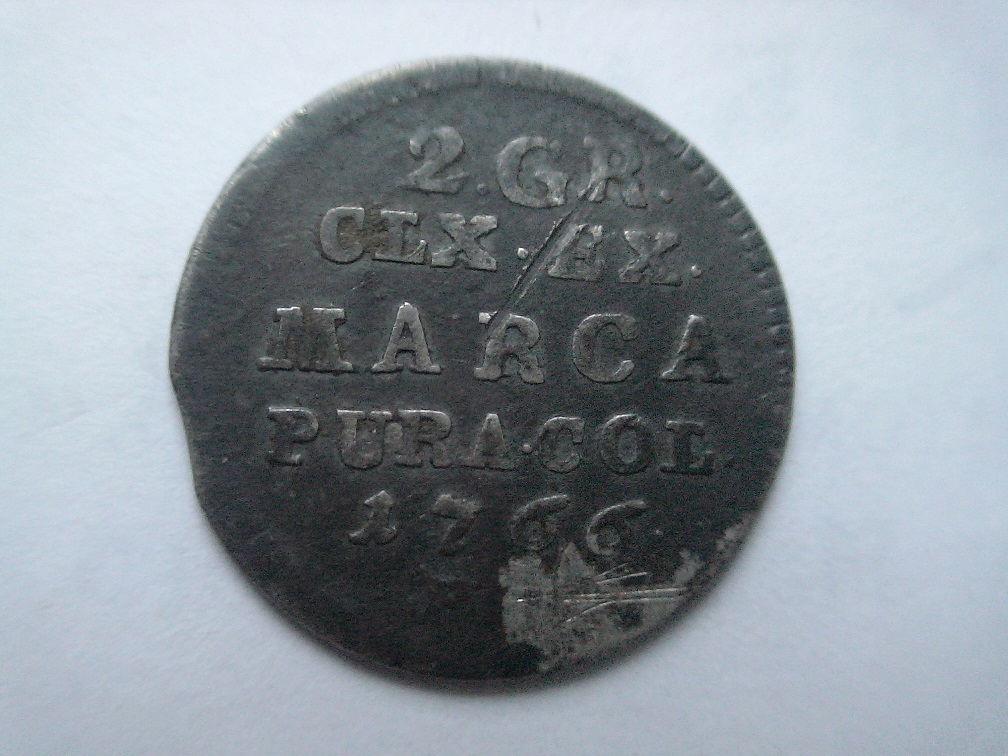 2.GR.
CLX.EX.
MARCA
PURA.COL
1766.